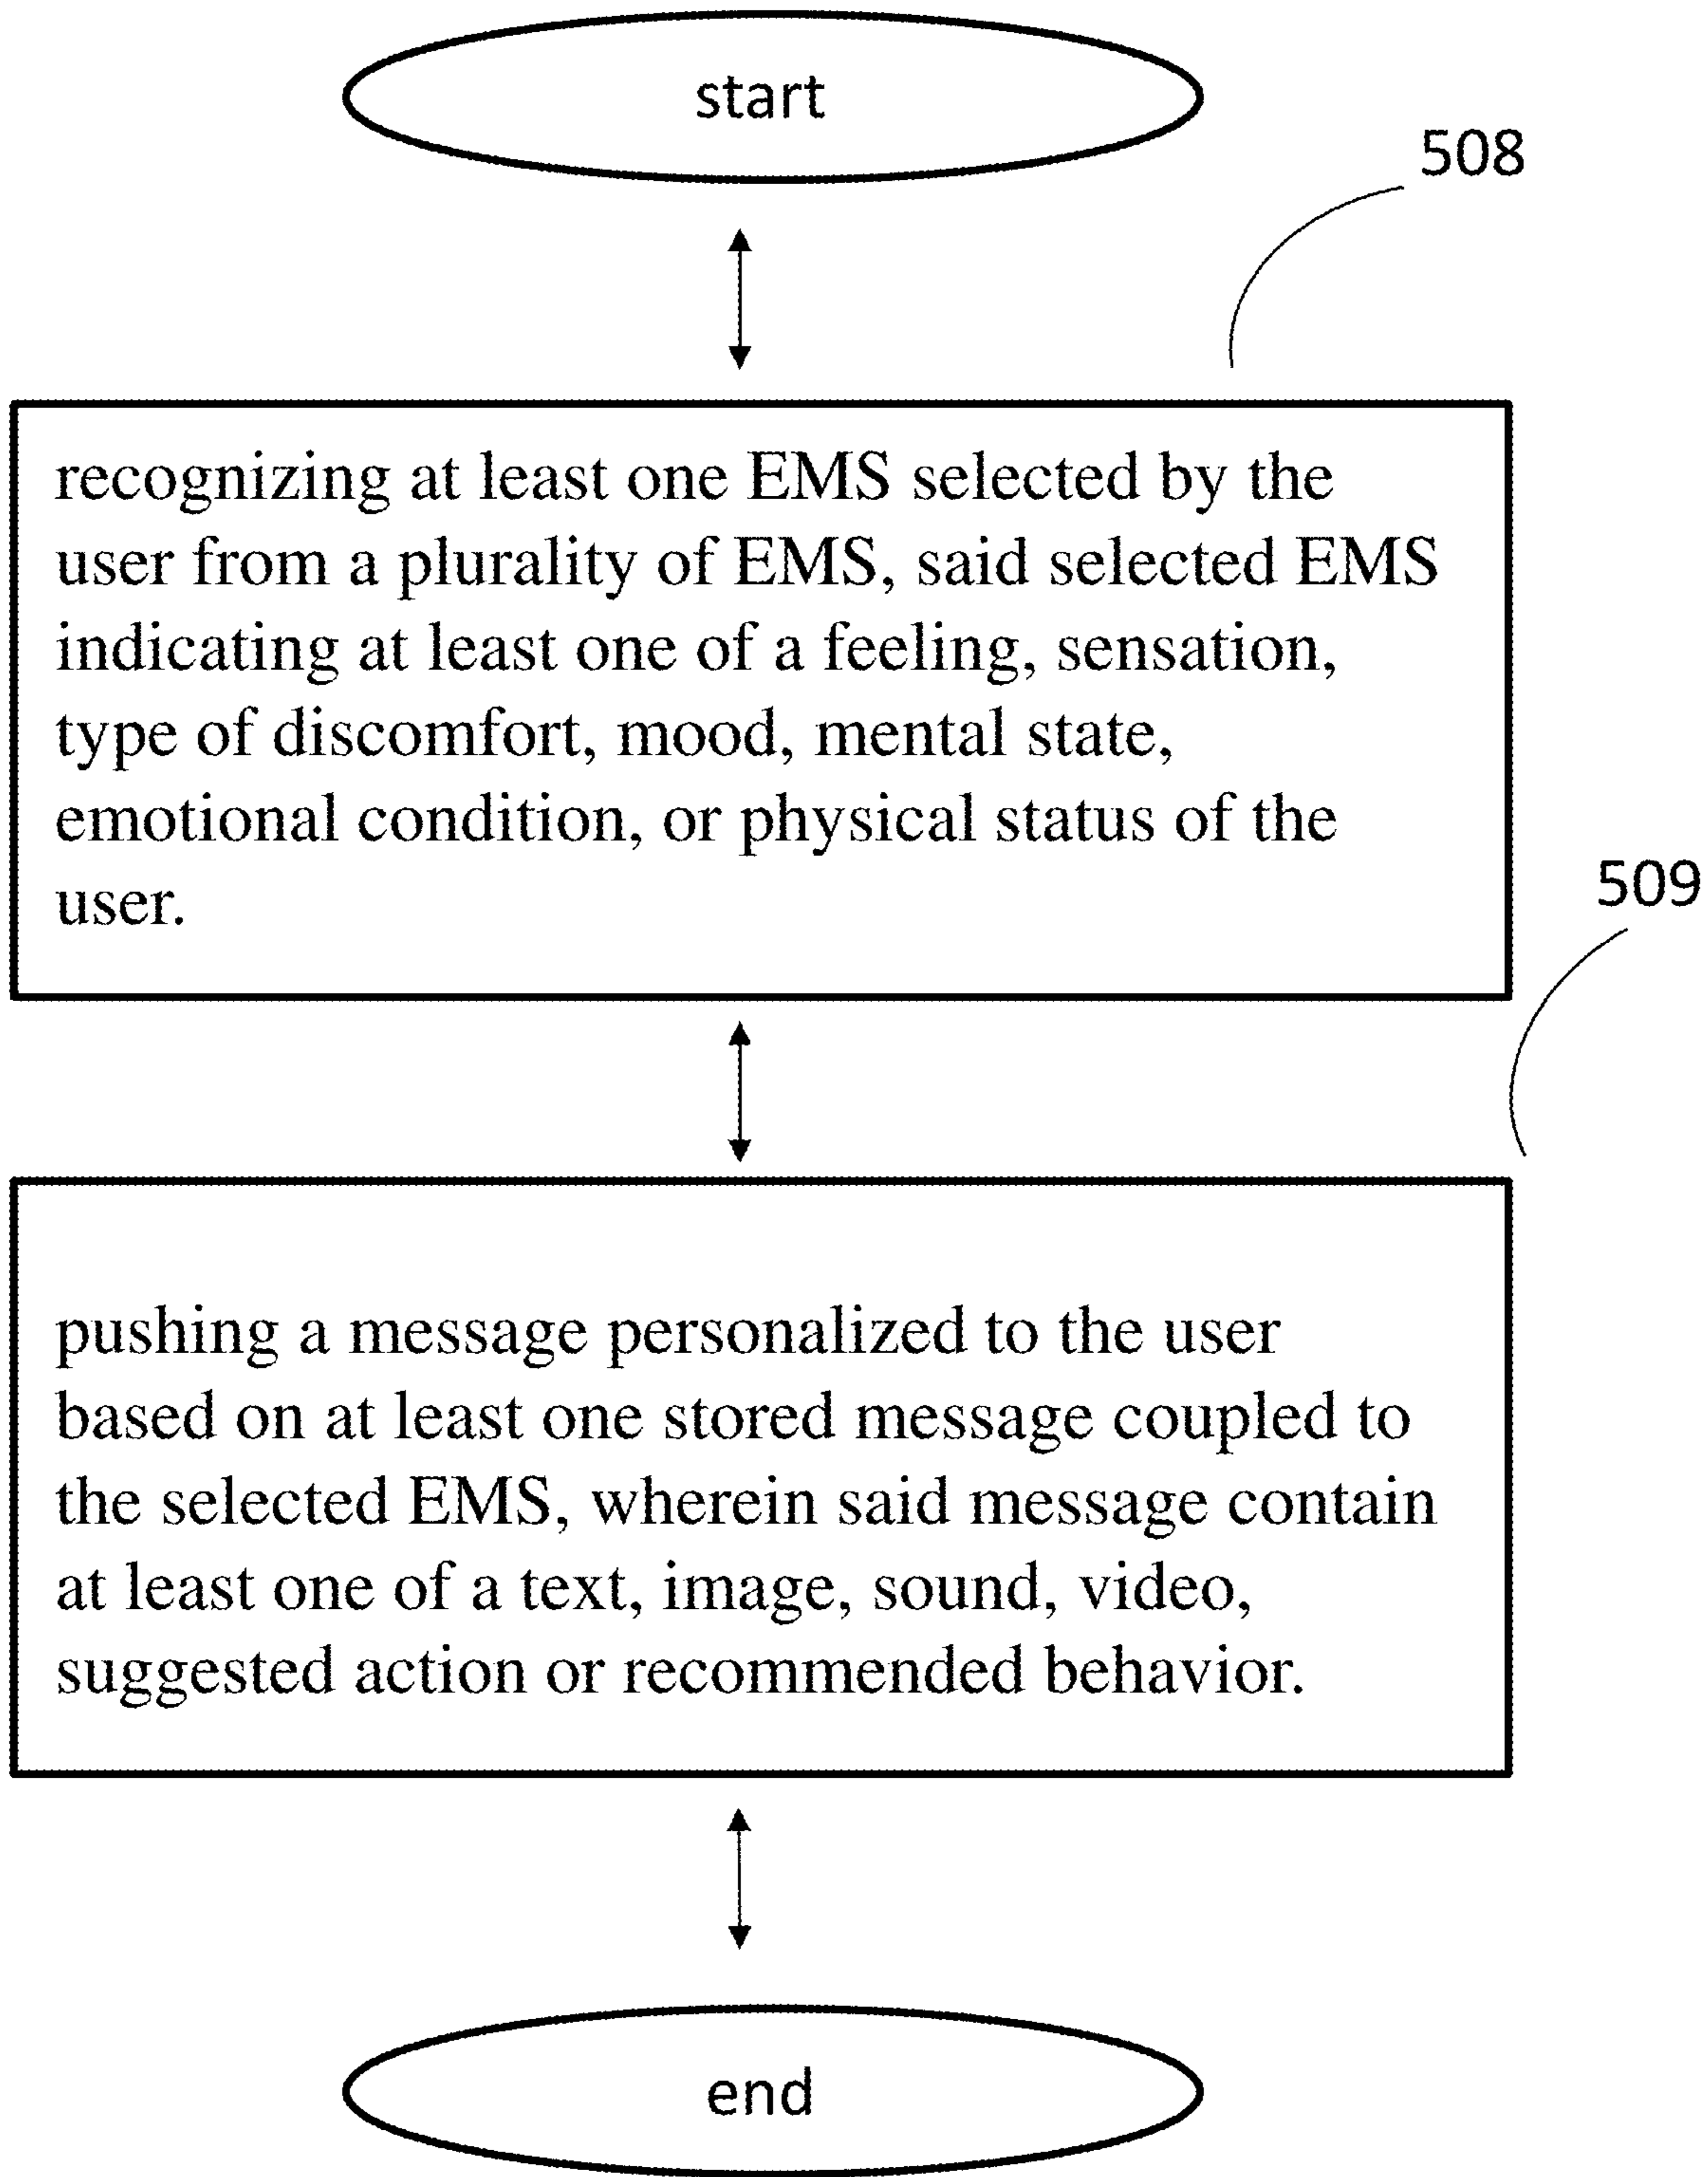 start
508
recognizing at least one EMS selected by the
user from a plurality of EMS, said selected EMS
indicating at least one of a feeling, sensation,
type of discomfort, mood, mental state,
emotional condition, or physical status of the
user.
509
pushing a message personalized to the user
based on at least one stored message coupled to
the selected EMS, wherein said message contain
at least one of a text, image, sound, video,
suggested action or recommended behavior.
end